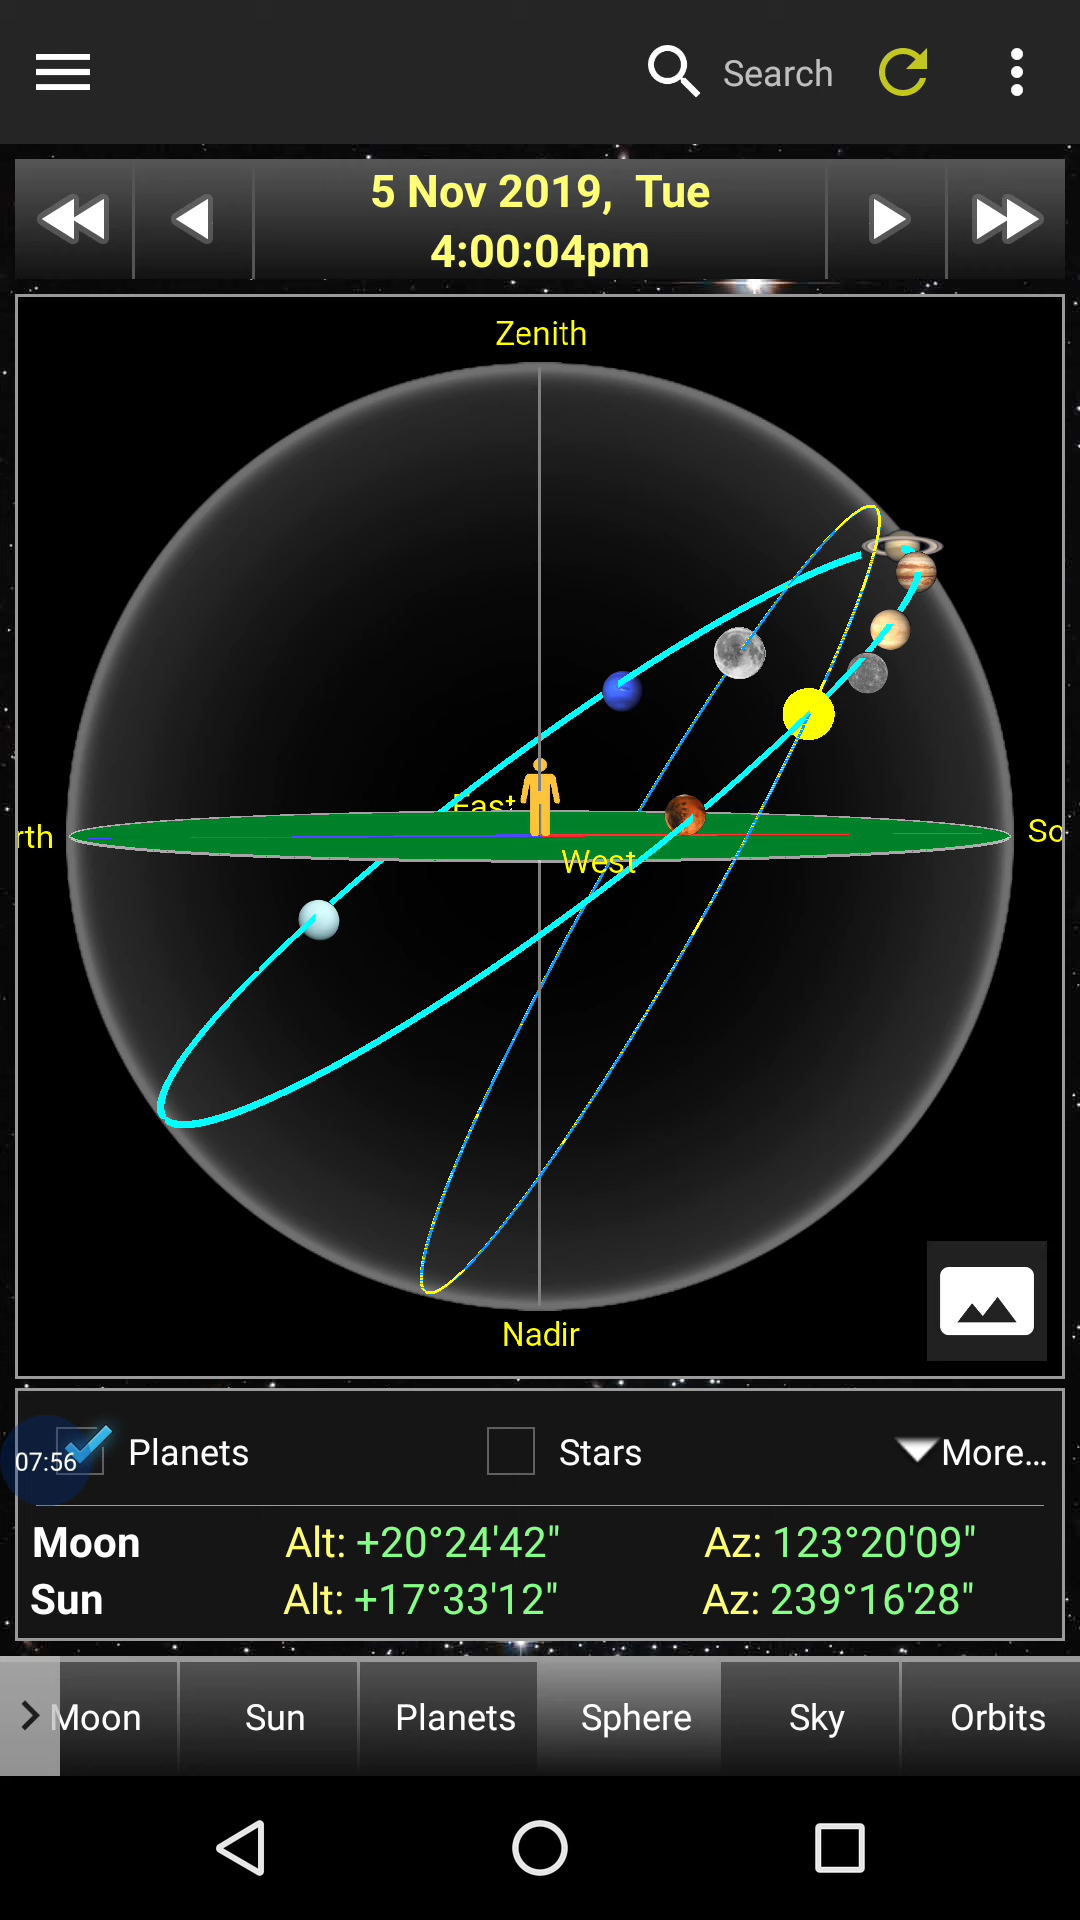 Search
5 Nov 2019,  Tue
4:00:04pm
Zenith
East
rth
So
West
Nadir
07:56
Planets
Stars
More...
Moon Alt: +20°24'42" Az: 123°20'09"
Sun Alt: +17°33'12" Az: 239°16'28"
Moon
Sun
Planets
Sphere
Sky
Orbits